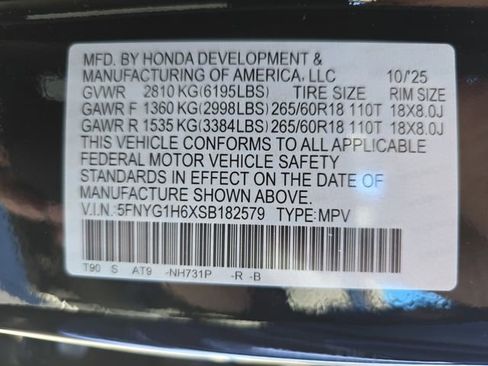 MFD. BY HONDA DEVELOPMENT &
MANUFACTURING OF AMERICA, LLC 10/'25
GVWR 2810 KG(6195LBS) TIRE SIZE RIM SIZE
GAWR F 1360 KG(2998LBS) 265/60R18 110T 18X8.0J
GAWR R 1535 KG(3384LBS) 265/60R18 110T 18X8.0J
THIS VEHICLE CONFORMS TO ALL APPLICABLE
FEDERAL MOTOR VEHICLE SAFETY
STANDARDS IN EFFECT ON THE DATE OF
MANUFACTURE SHOWN ABOVE.
V.I.N.:5FNYG1H6XSB182579 TYPE:MPV
T90 S AT9 -NH731P -R -B